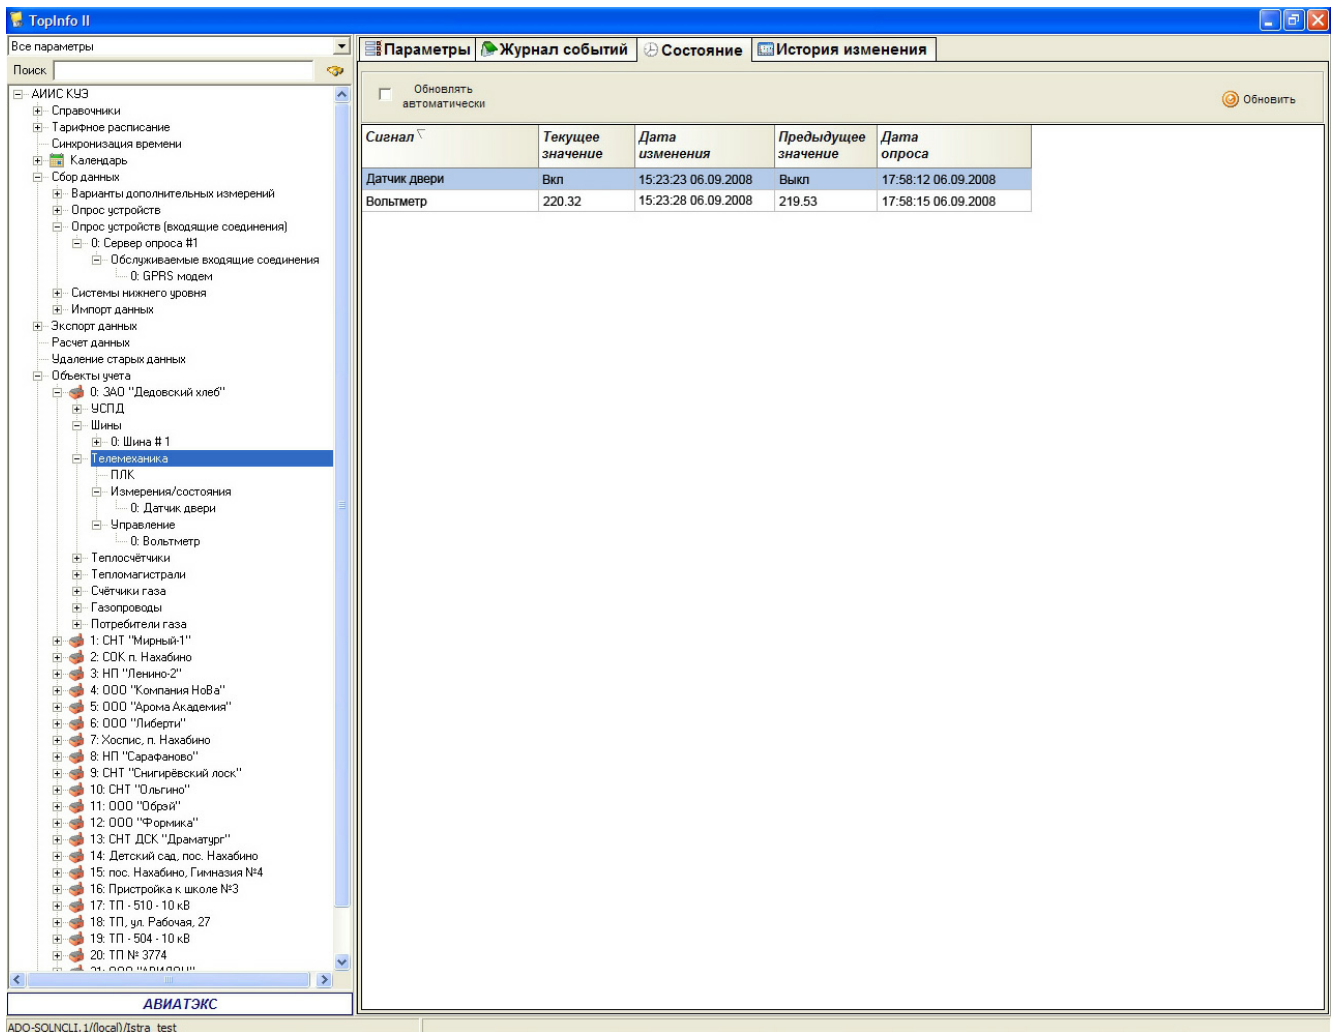 TopInfo II
Все параметры
Поиск
АИИС КУЭ
Справочники
Тарифное расписание
Синхронизация времени
Календарь
Сбор данных
Варианты дополнительных измерений
Опрос устройств
Опрос устройств (входящие соединения)
0: Сервер опроса #1
Обслуживаемые входящие соединения
0: GPRS модем
Системы нижнего уровня
Импорт данных
Экспорт данных
Расчет данных
Удаление старых данных
Объекты учета
0: ЗАО "Дедовский хлеб"
УСПД
Шины
0: Шина # 1
Телемеханика
ПЛК
Измерения/состояния
0: Датчик двери
Управление
0: Вольтметр
Теплосчётчики
Тепломагистрали
Счётчики газа
Газопроводы
Потребители газа
1: СНТ "Мирный-1"
2: СОК п. Нахабино
3: НП "Ленино-2"
4: ООО "Компания НоВа"
5: ООО "Арома Академия"
6: ООО "Либерти"
7: Хоспис, п. Нахабино
8: НП "Сарафаново"
9: СНТ "Снигирёвский лоск"
10: СНТ "Ольгино"
11: ООО "Обрэй"
12: ООО "Формика"
13: СНТ ДСК "Драматург"
14: Детский сад, пос. Нахабино
15: пос. Нахабино, Гимназия №4
16: Пристройка к школе №3
17: ТП - 510 - 10 кВ
18: ТП, ул. Рабочая, 27
19: ТП - 504 - 10 кВ
20: ТП № 3774
21: ООО
АВИАТЭКС
ADO-SQLNCLI.1/(local)/Istra_test
Параметры Журнал событий Состояние История изменения
Обновлять
автоматически
Обновить
Сигнал Текущее значение Дата изменения Предыдущее значение Дата опроса
Датчик двери Вкл 15:23:23 06.09.2008 Выкл 17:58:12 06.09.2008
Вольтметр 220.32 15:23:28 06.09.2008 219.53 17:58:15 06.09.2008